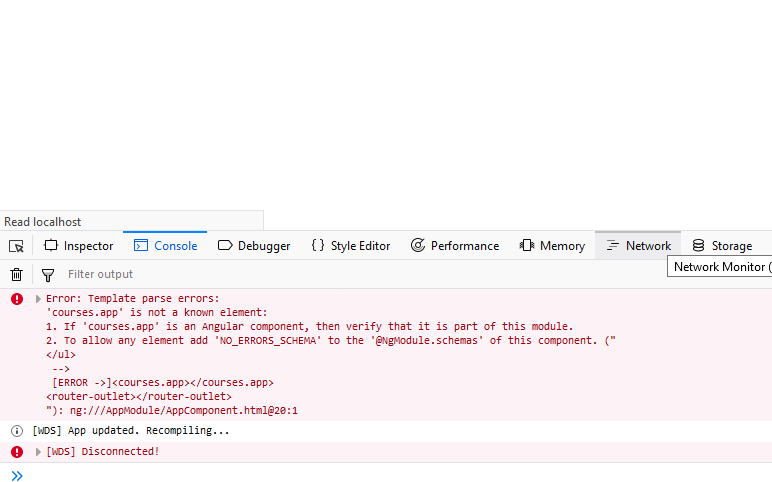 Read localhost
Inspector Console Debugger Style Editor Performance Memory Network Storage
Network Monitor (
Filter output
Error: Template parse errors:
'courses.app' is not a known element:
1. If 'courses.app' is an Angular component, then verify that it is part of this module.
2. To allow any element add 'NO_ERRORS_SCHEMA' to the '@NgModule.schemas' of this component. ("
</ul>
-->
[ERROR ->]<courses.app></courses.app>
<router-outlet></router-outlet>
"): ng:///AppModule/AppComponent.html@20:1
[WDS] App updated. Recompiling...
[WDS] Disconnected!